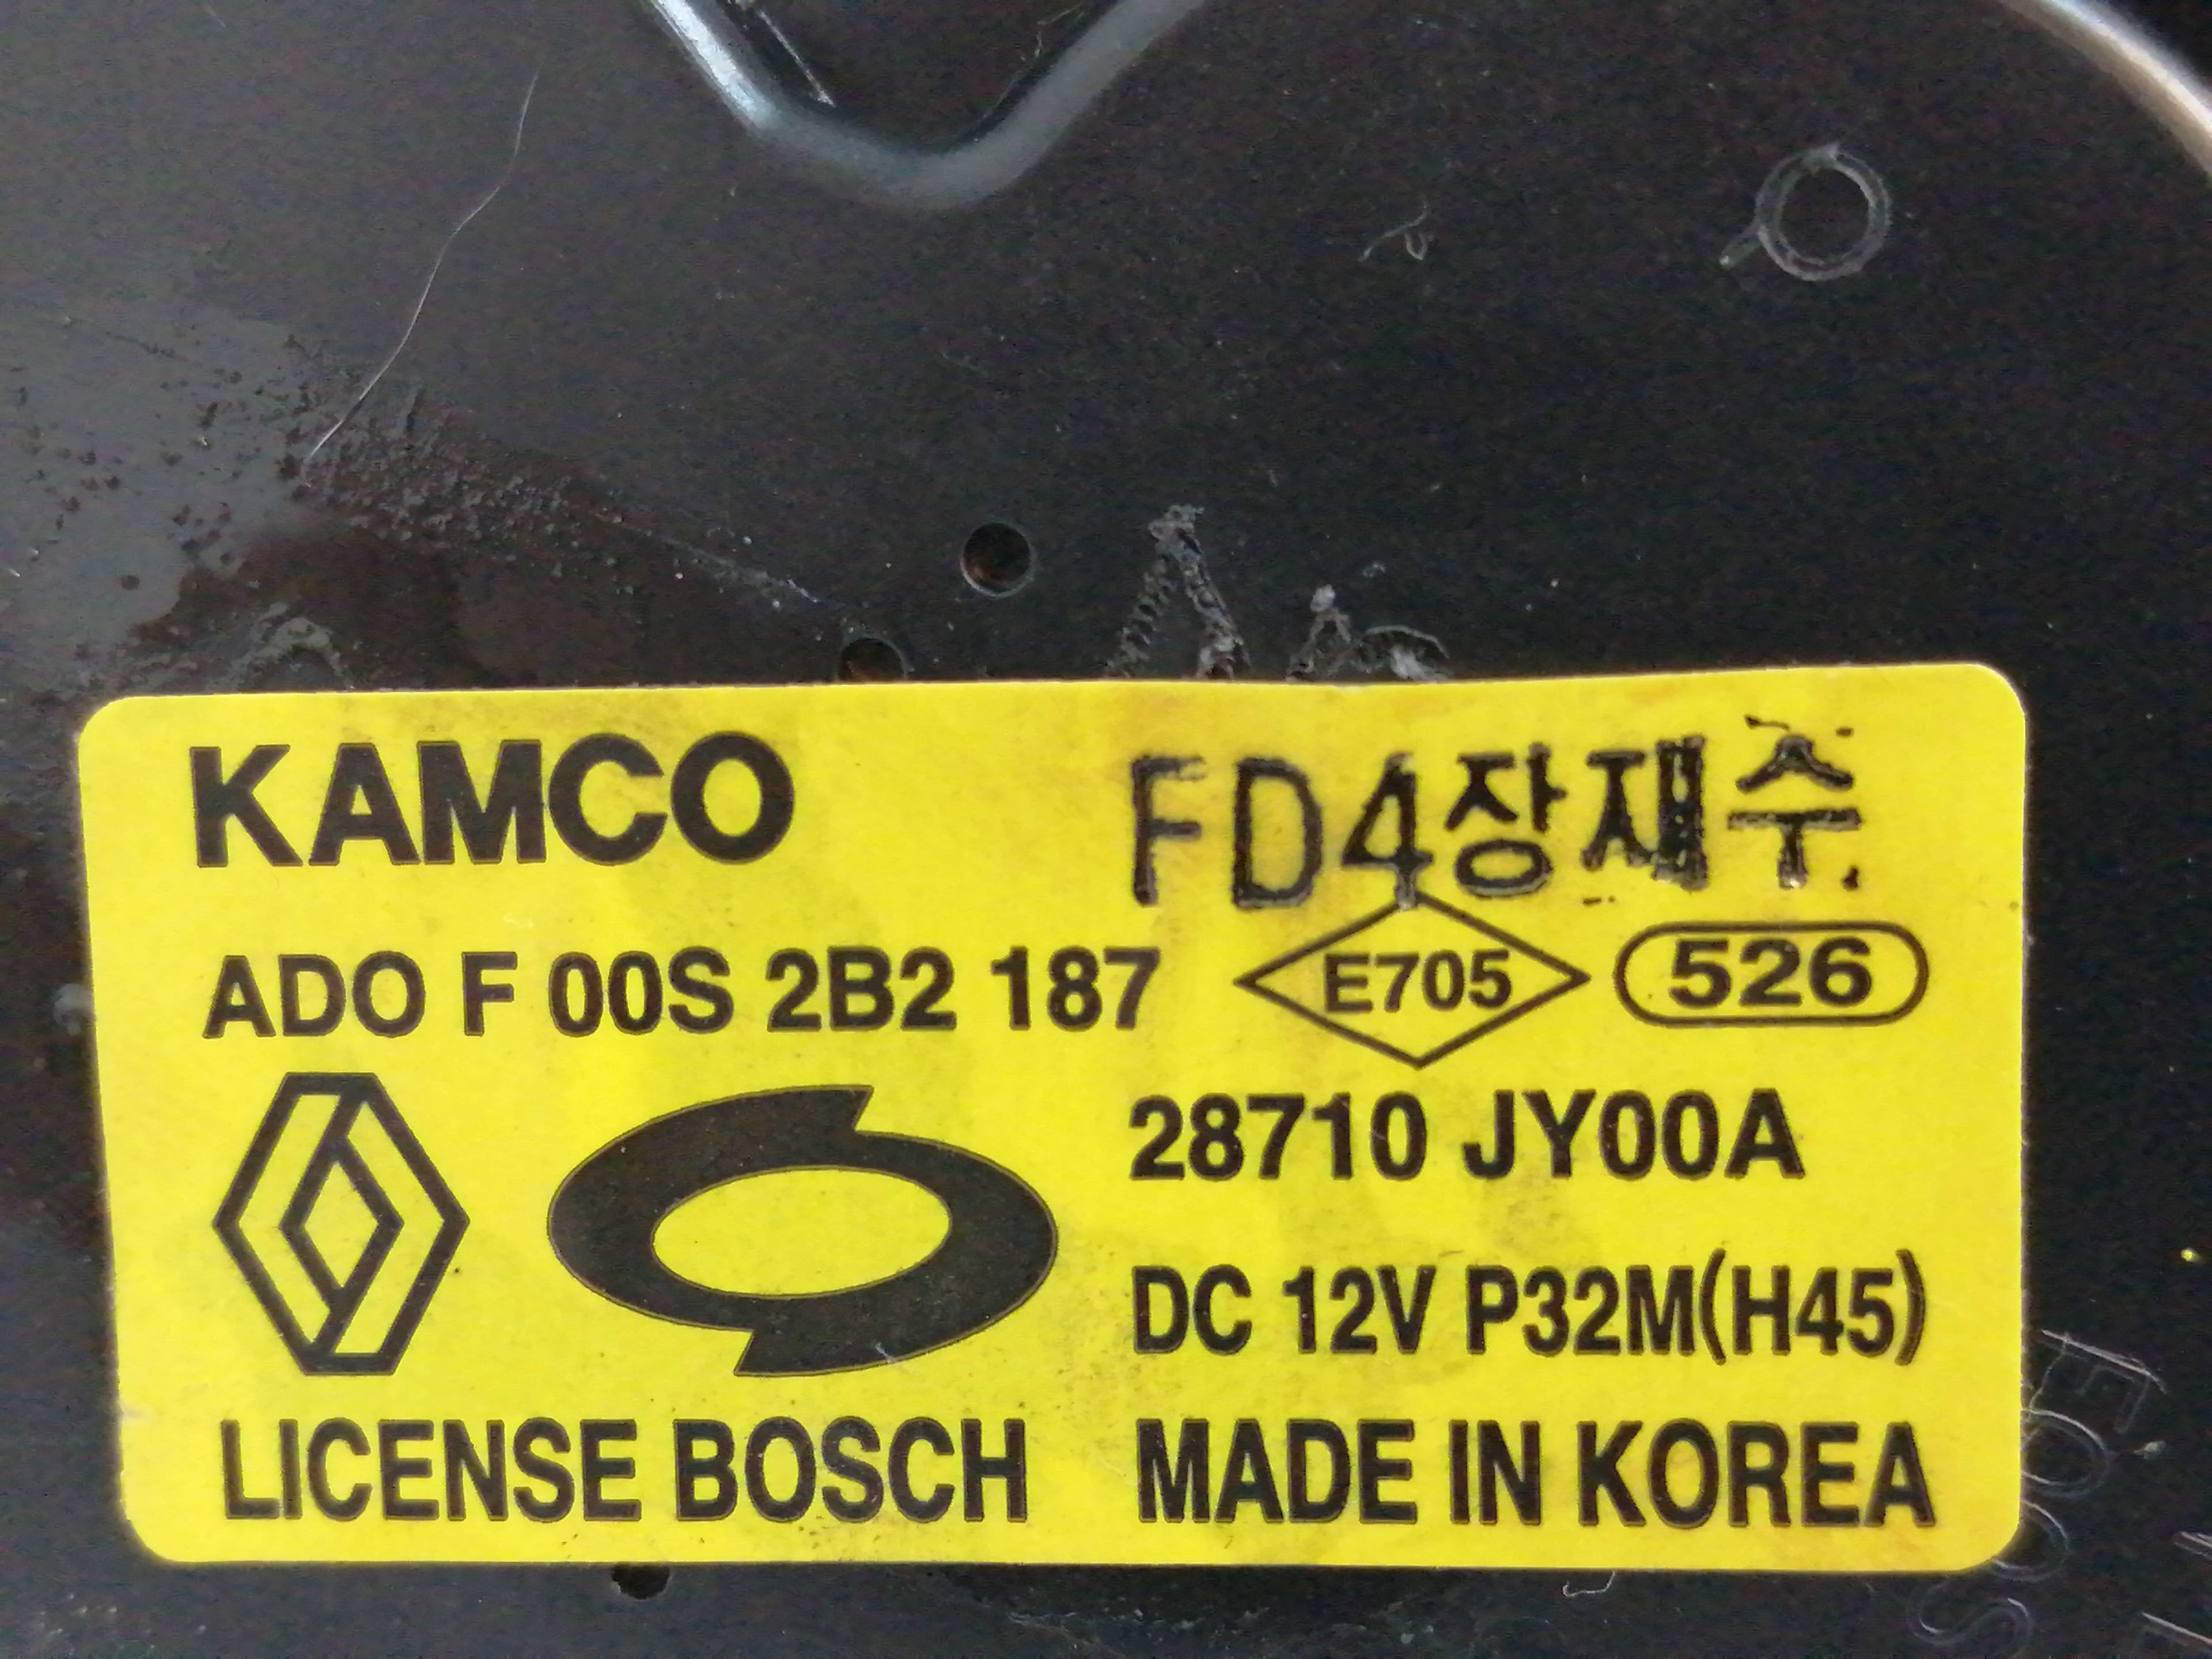 KAMCO
FD4장재수
ADO F 00S 2B2 187 E705 526
28710 JY00A
DC 12V P32M(H45)
LICENSE BOSCH
MADE IN KOREA